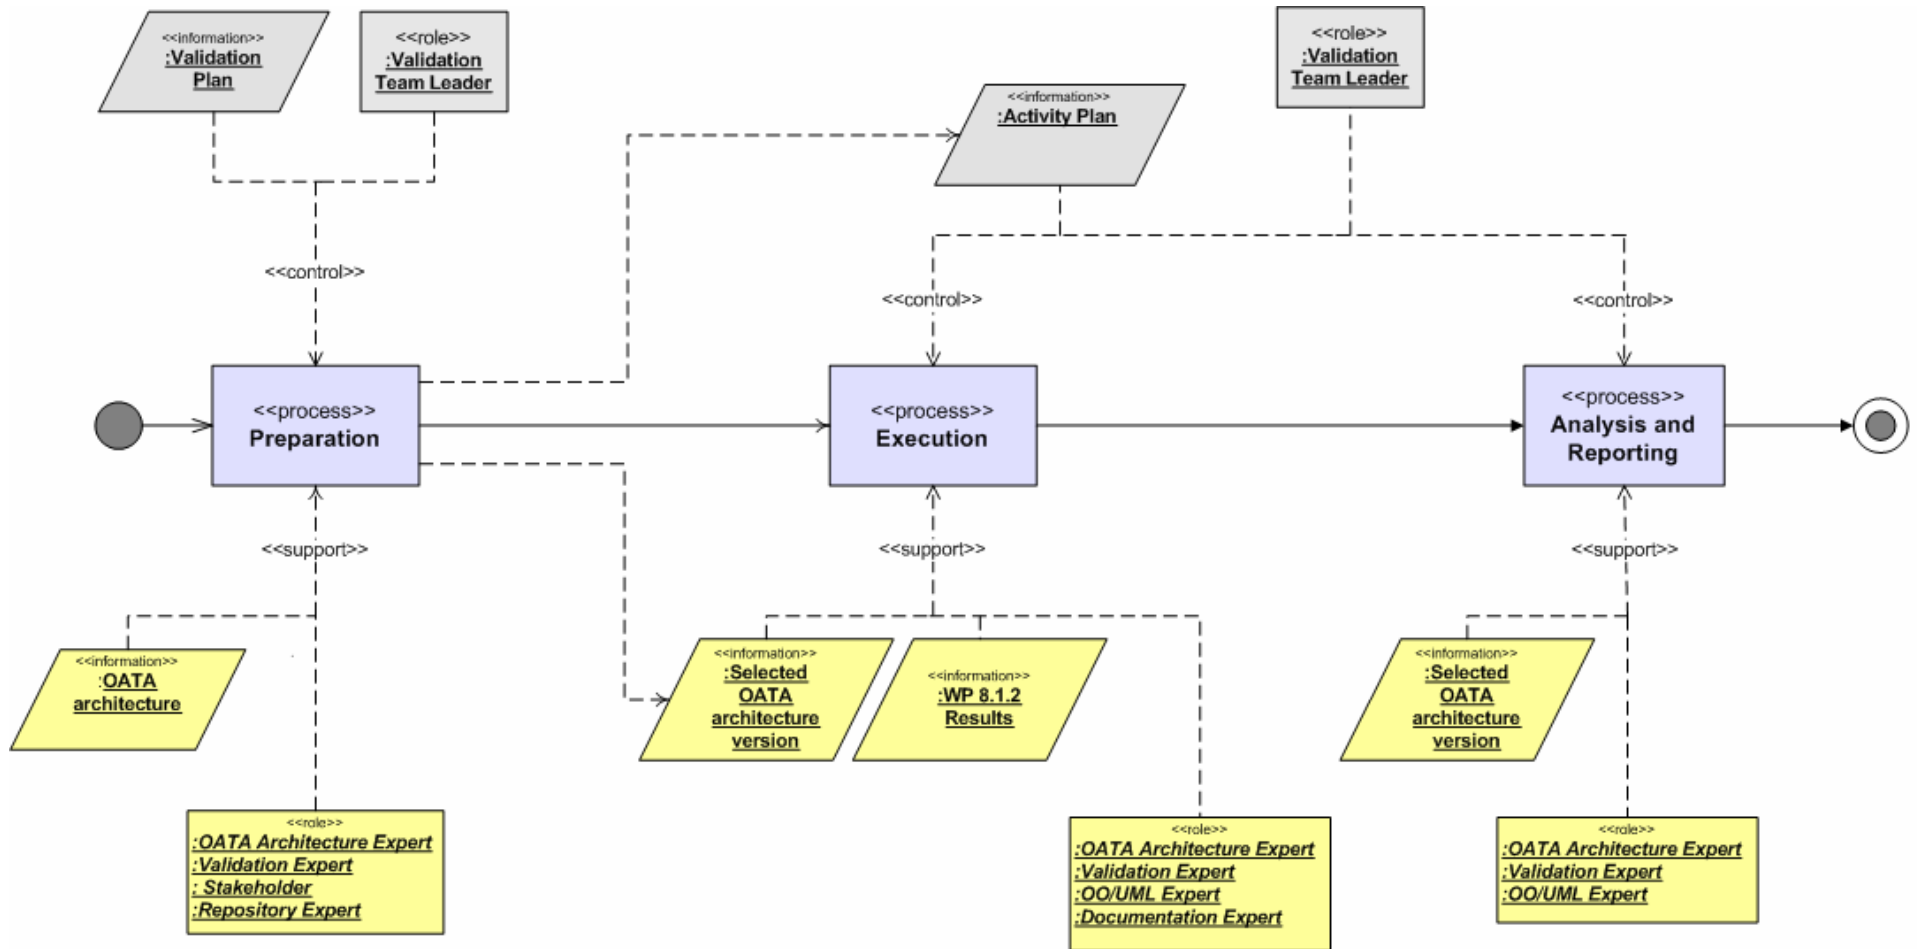 <<information>>
:Validation
Plan
<<role>>
:Validation
Team Leader
<<information>>
:Activity Plan
<<role>>
:Validation
Team Leader
<<control>>
<<control>>
<<control>>
<<process>>
Preparation
<<process>>
Execution
<<process>>
Analysis and
Reporting
<<support>>
<<support>>
<<support>>
<<information>>
:OATA
architecture
<<information>>
:Selected
OATA
architecture
version
<<information>>
:WP 8.1.2
Results
<<information>>
:Selected
OATA
architecture
version
<<role>>
:OATA Architecture Expert
:Validation Expert
: Stakeholder
:Repository Expert
<<role>>
:OATA Architecture Expert
:Validation Expert
:OO/UML Expert
:Documentation Expert
<<role>>
:OATA Architecture Expert
:Validation Expert
:OO/UML Expert